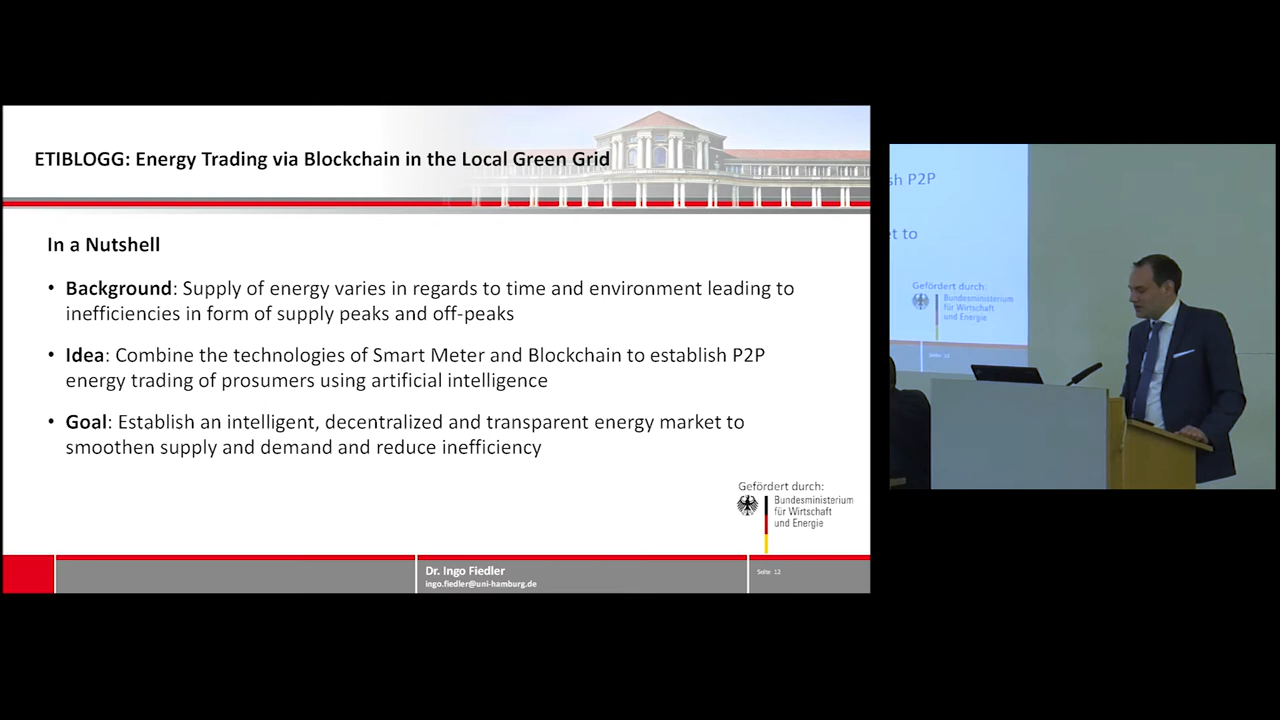 ETIBLOGG: Energy Trading via Blockchain in the Local Green Grid
In a Nutshell
• Background: Supply of energy varies in regards to time and environment leading to
inefficiencies in form of supply peaks and off-peaks
• Idea: Combine the technologies of Smart Meter and Blockchain to establish P2P
energy trading of prosumers using artificial intelligence
• Goal: Establish an intelligent, decentralized and transparent energy market to
smoothen supply and demand and reduce inefficiency
Gefördert durch:
Bundesministerium
für Wirtschaft
und Energie
Dr. Ingo Fiedler
ingo.fiedler@uni-hamburg.de
Seite 12
sh P2P
t to
Gefördert durch:
Bundesministerium
für Wirtschaft
und Energie
Seite 12